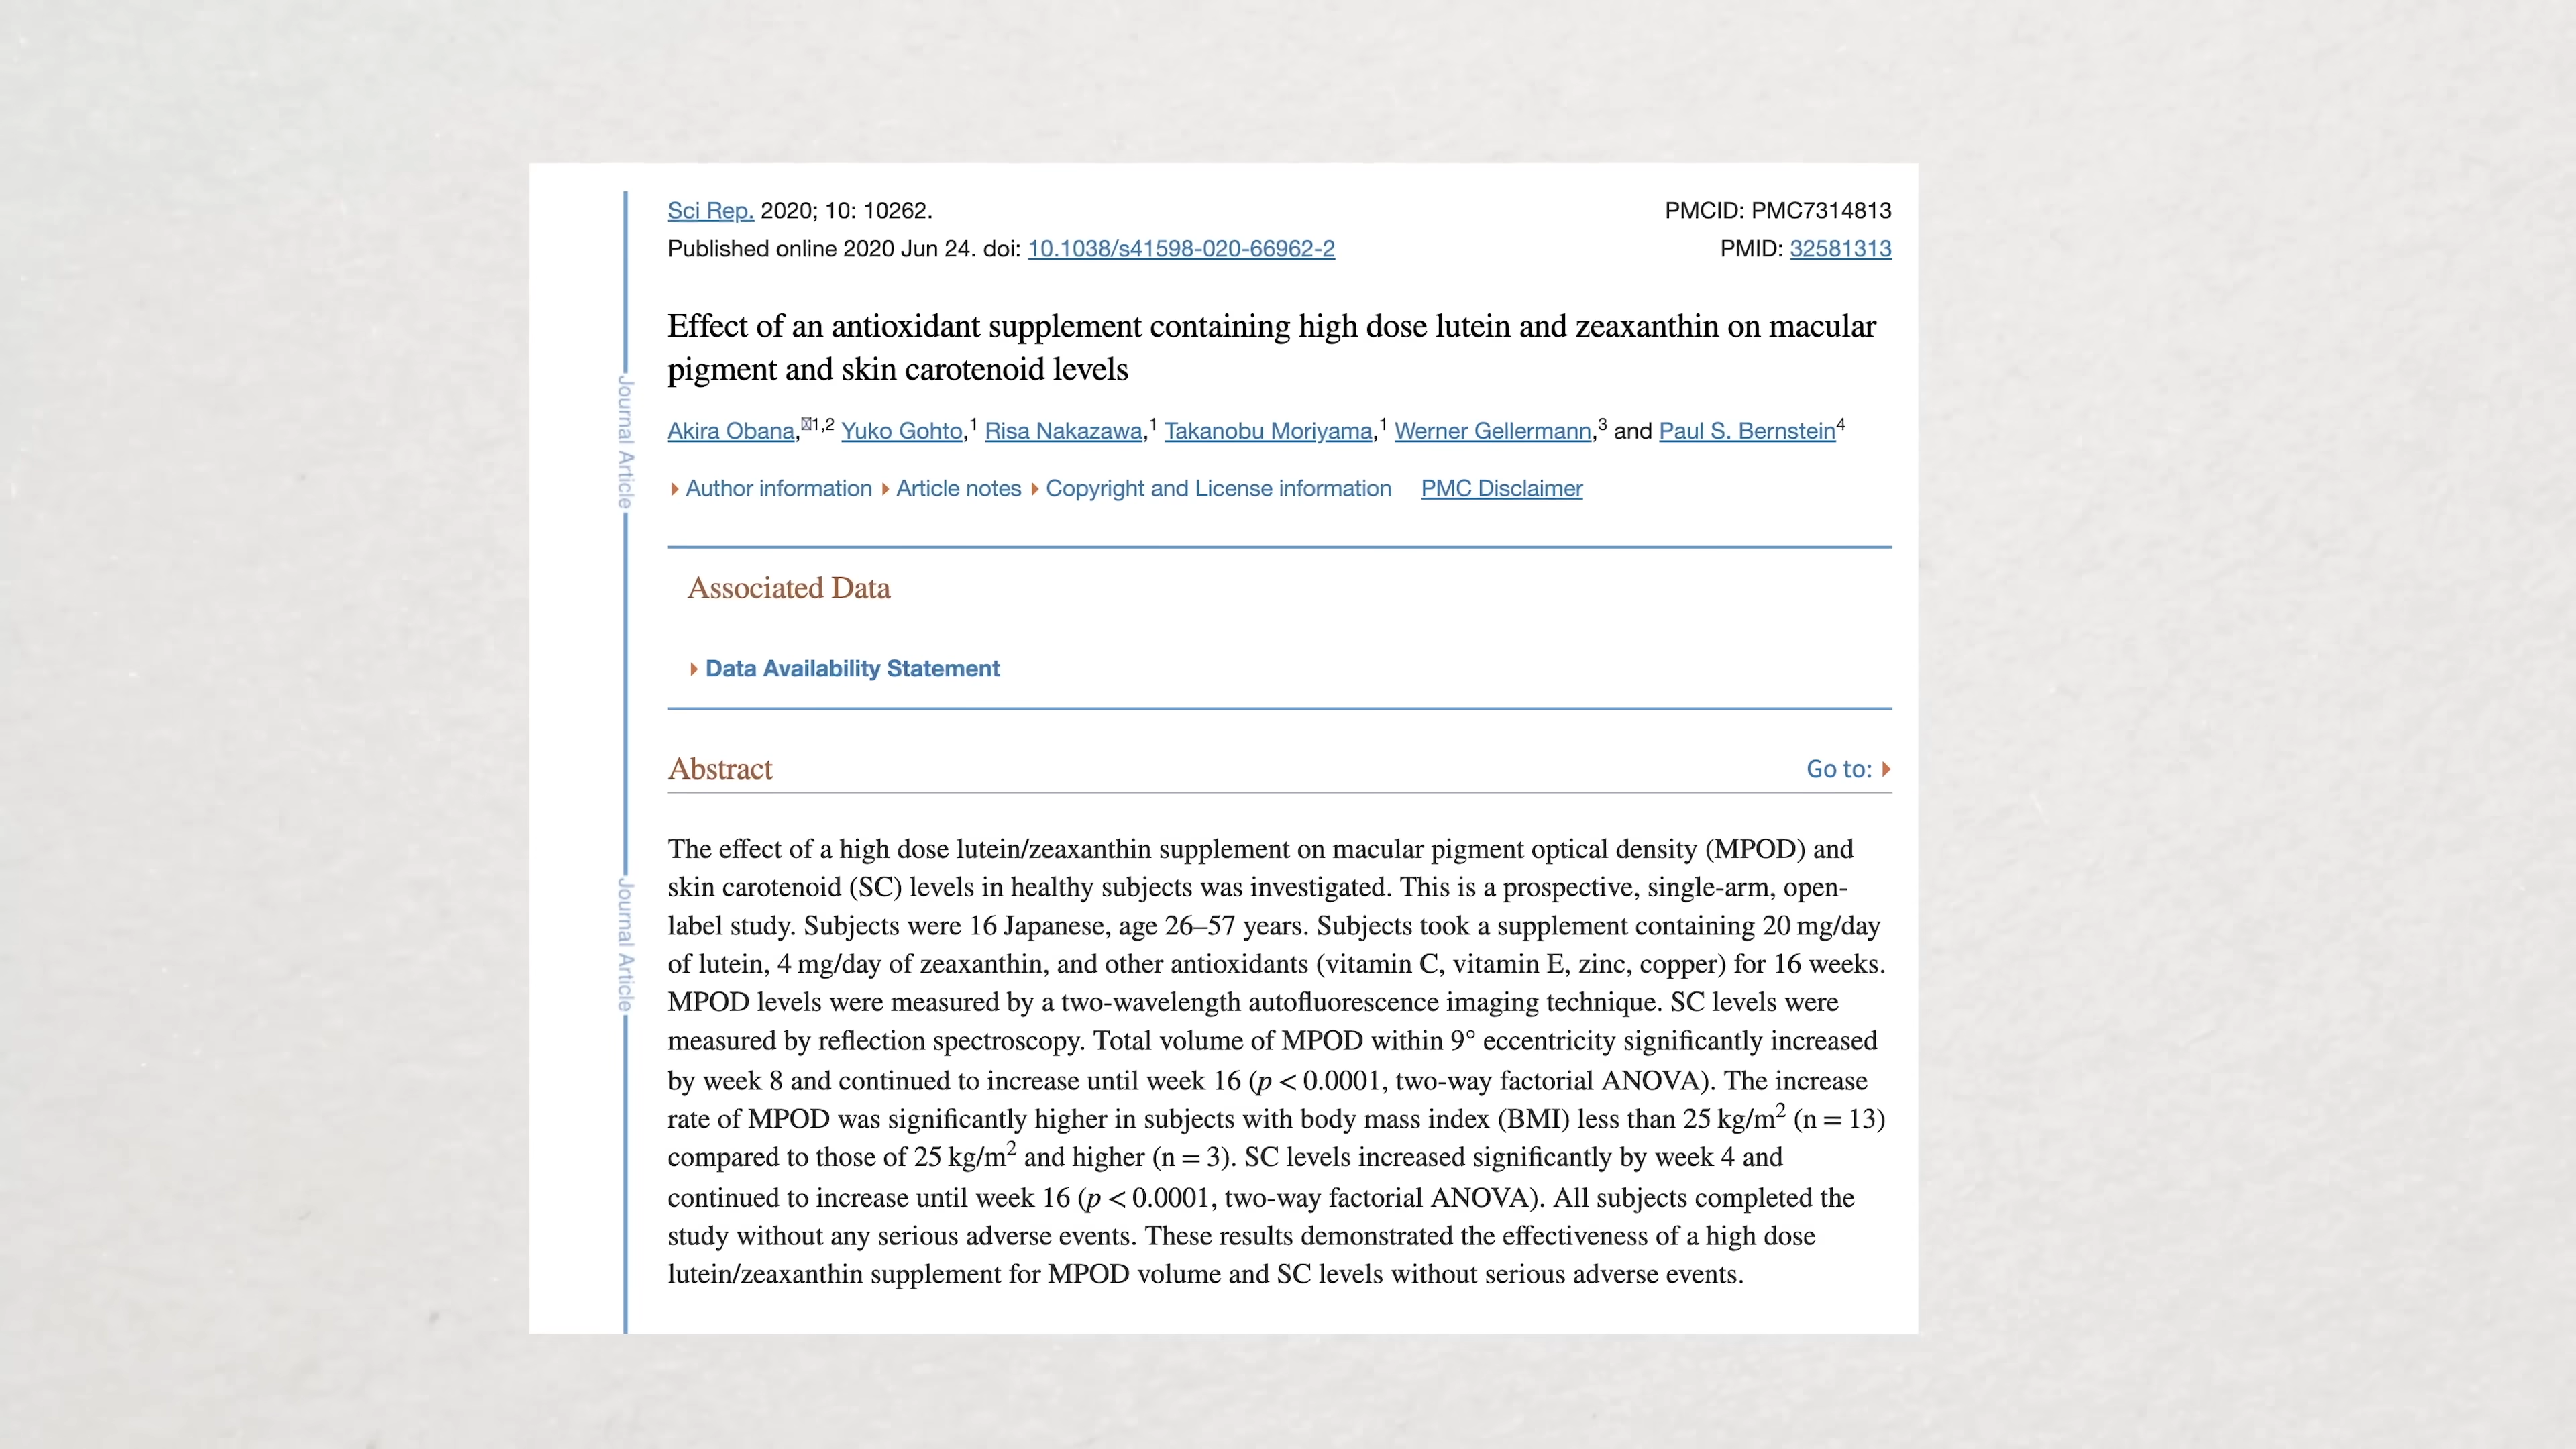 Sci Rep. 2020; 10: 10262.
PMCID: PMC7314813
Published online 2020 Jun 24. doi: 10.1038/s41598-020-66962-2
PMID: 32581313
Effect of an antioxidant supplement containing high dose lutein and zeaxanthin on macular
pigment and skin carotenoid levels
Akira Obana,1,2 Yuko Gohto,1 Risa Nakazawa,1 Takanobu Moriyama,1 Werner Gellermann,3 and Paul S. Bernstein4
Author information Article notes Copyright and License information PMC Disclaimer
Journal Article
Associated Data
Data Availability Statement
Abstract
Go to:
The effect of a high dose lutein/zeaxanthin supplement on macular pigment optical density (MPOD) and
skin carotenoid (SC) levels in healthy subjects was investigated. This is a prospective, single-arm, open-
label study. Subjects were 16 Japanese, age 26–57 years. Subjects took a supplement containing 20 mg/day
of lutein, 4 mg/day of zeaxanthin, and other antioxidants (vitamin C, vitamin E, zinc, copper) for 16 weeks.
MPOD levels were measured by a two-wavelength autofluorescence imaging technique. SC levels were
measured by reflection spectroscopy. Total volume of MPOD within 9° eccentricity significantly increased
by week 8 and continued to increase until week 16 (p < 0.0001, two-way factorial ANOVA). The increase
rate of MPOD was significantly higher in subjects with body mass index (BMI) less than 25 kg/m2 (n = 13)
compared to those of 25 kg/m2 and higher (n = 3). SC levels increased significantly by week 4 and
continued to increase until week 16 (p < 0.0001, two-way factorial ANOVA). All subjects completed the
study without any serious adverse events. These results demonstrated the effectiveness of a high dose
lutein/zeaxanthin supplement for MPOD volume and SC levels without serious adverse events.
Journal Article